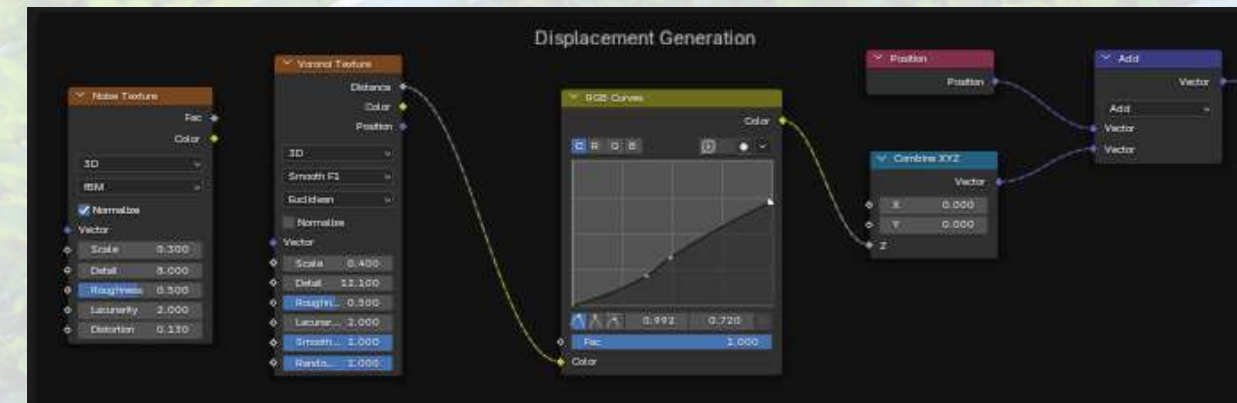 Displacement Generation
Noise Texture
Fac
Color
3D
fBM
Normalize
Vector
Scale 0.300
Detail 8.000
Roughness 0.500
Lacunarity 2.000
Distortion 0.130
Voronoi Texture
Distance
Color
Position
3D
Smooth F1
Euclidean
Normalize
Vector
Scale 0.400
Detail 12.100
Roughn... 0.500
Lacunar... 2.000
Smooth... 1.000
Rando... 1.000
RGB Curves
Color
C R G B
0.992 0.720
Fac 1.000
Color
Position
Position
Combine XYZ
Vector
X 0.000
Y 0.000
Z
Add
Vector
Add
Vector
Vector